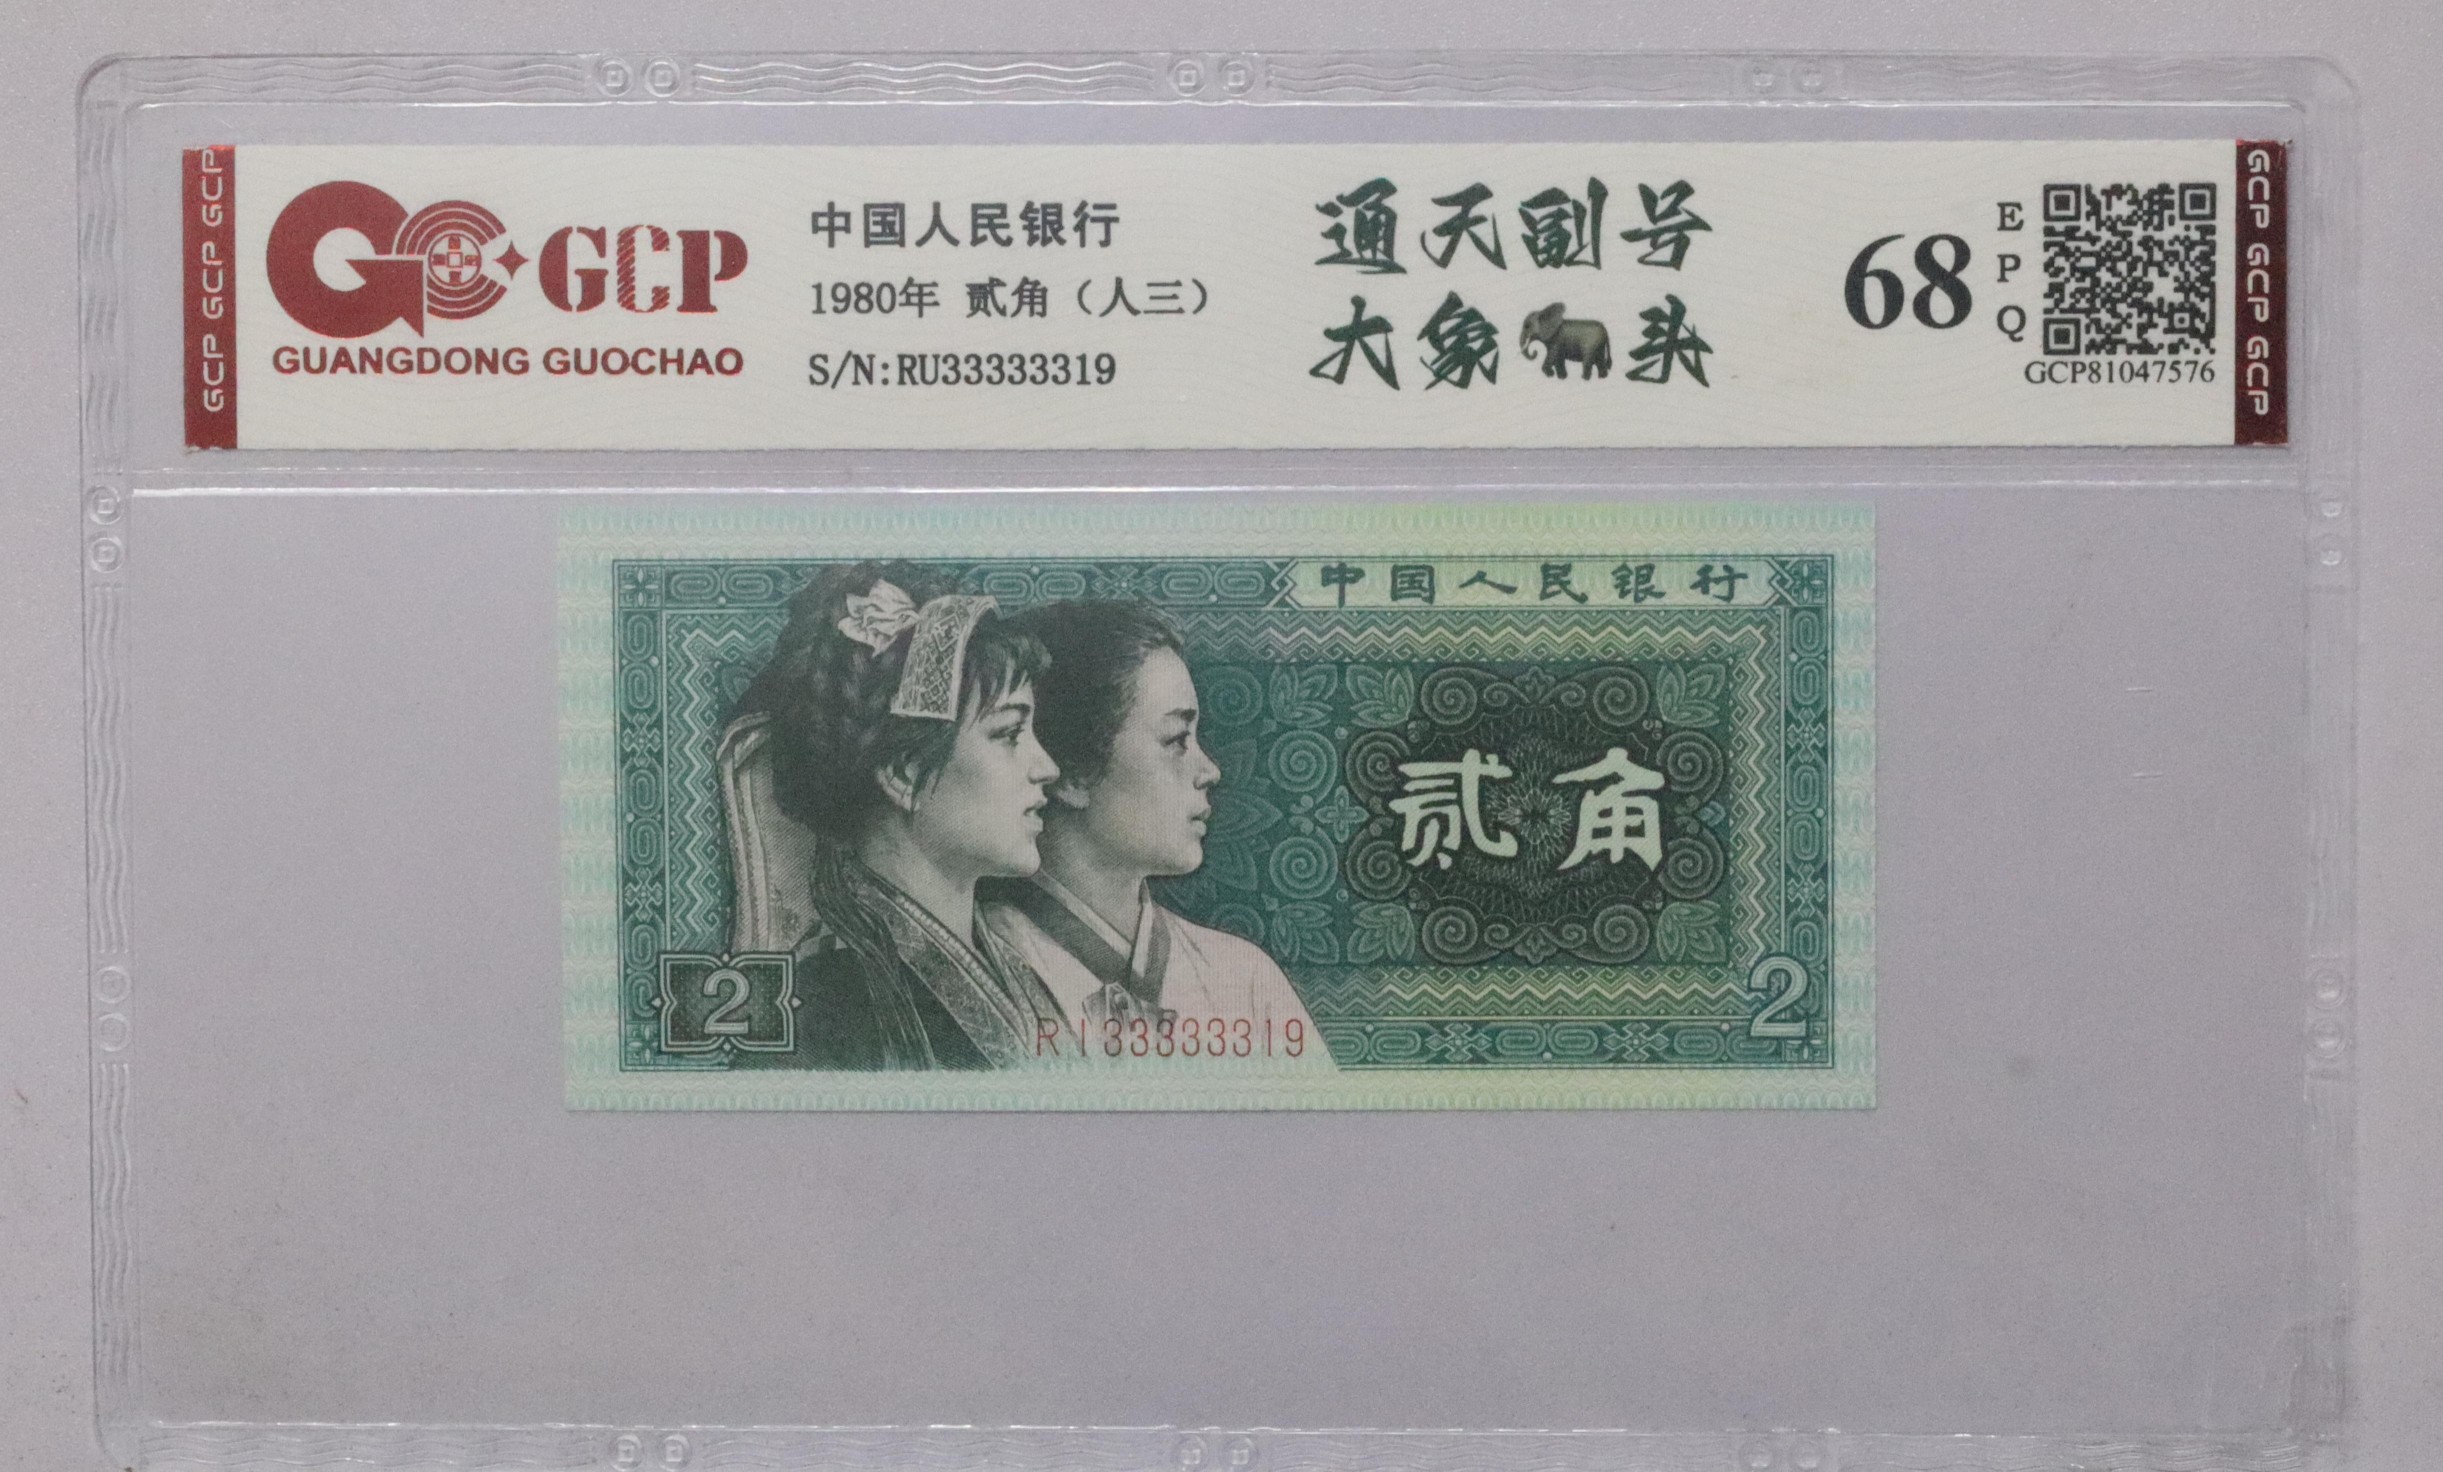 GCP GCP GCP
GCP
GUANGDONG GUOCHAO
中国人民银行
1980年 贰角（人三）
S/N:RU33333319
通天副号
大象🐘头
68
EPQ
GCP81047576
GCP GCP GCP
中国人民银行
贰角
2
RI33333319
2